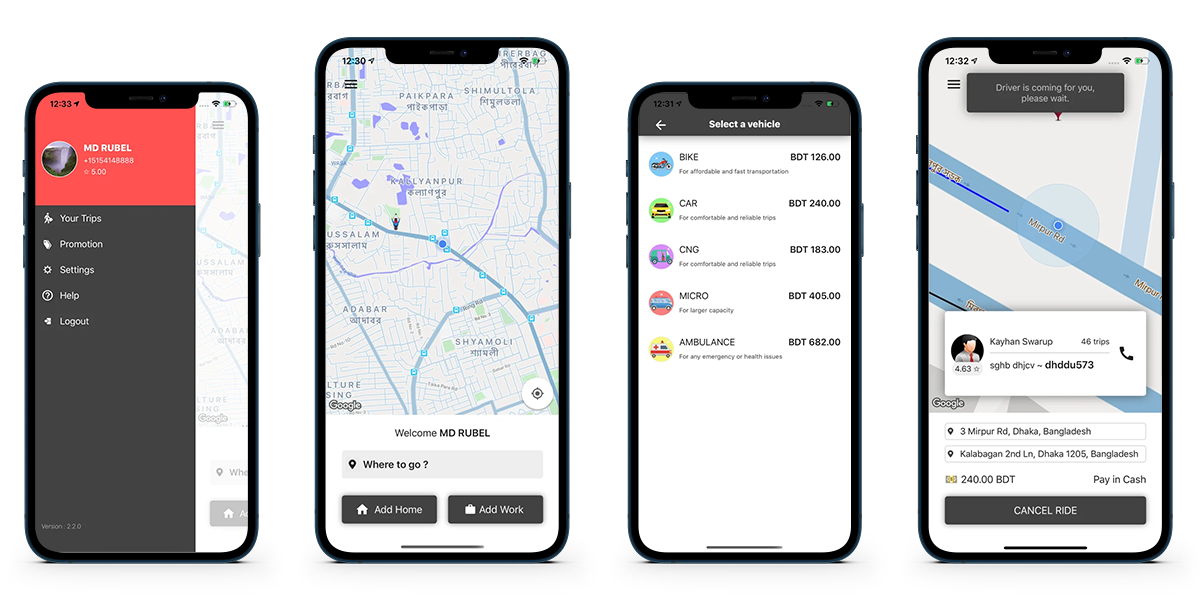 12:33
MD RUBEL
+15154148888
☆ 5.00
Your Trips
Promotion
Settings
Help
Logout
Version : 2.2.0
Google
12:30
PAIKPARA
পাইকপাড়া
SHIMULTOLA
শিমুলতলা
KALLYANPUR
কল্যাণপুর
USSALAM
রুসসালাম
Ring Rd
ADABAR
আদাবর
SHYAMOLI
শ্যামলী
LTURE
SING
Google
Welcome MD RUBEL
Where to go ?
Add Home
Add Work
12:31
Select a vehicle
BIKE
BDT 126.00
For affordable and fast transportation
CAR
BDT 240.00
For comfortable and reliable trips
CNG
BDT 183.00
For comfortable and reliable trips
MICRO
BDT 405.00
For larger capacity
AMBULANCE
BDT 682.00
For any emergency or health issues
12:32
Driver is coming for you,
please wait.
Mirpur Rd
Mirpur
Kayhan Swarup
46 trips
4.63 ☆
sghb dhjcv ~ dhddu573
Google
3 Mirpur Rd, Dhaka, Bangladesh
Kalabagan 2nd Ln, Dhaka 1205, Bangladesh
240.00 BDT
Pay in Cash
CANCEL RIDE